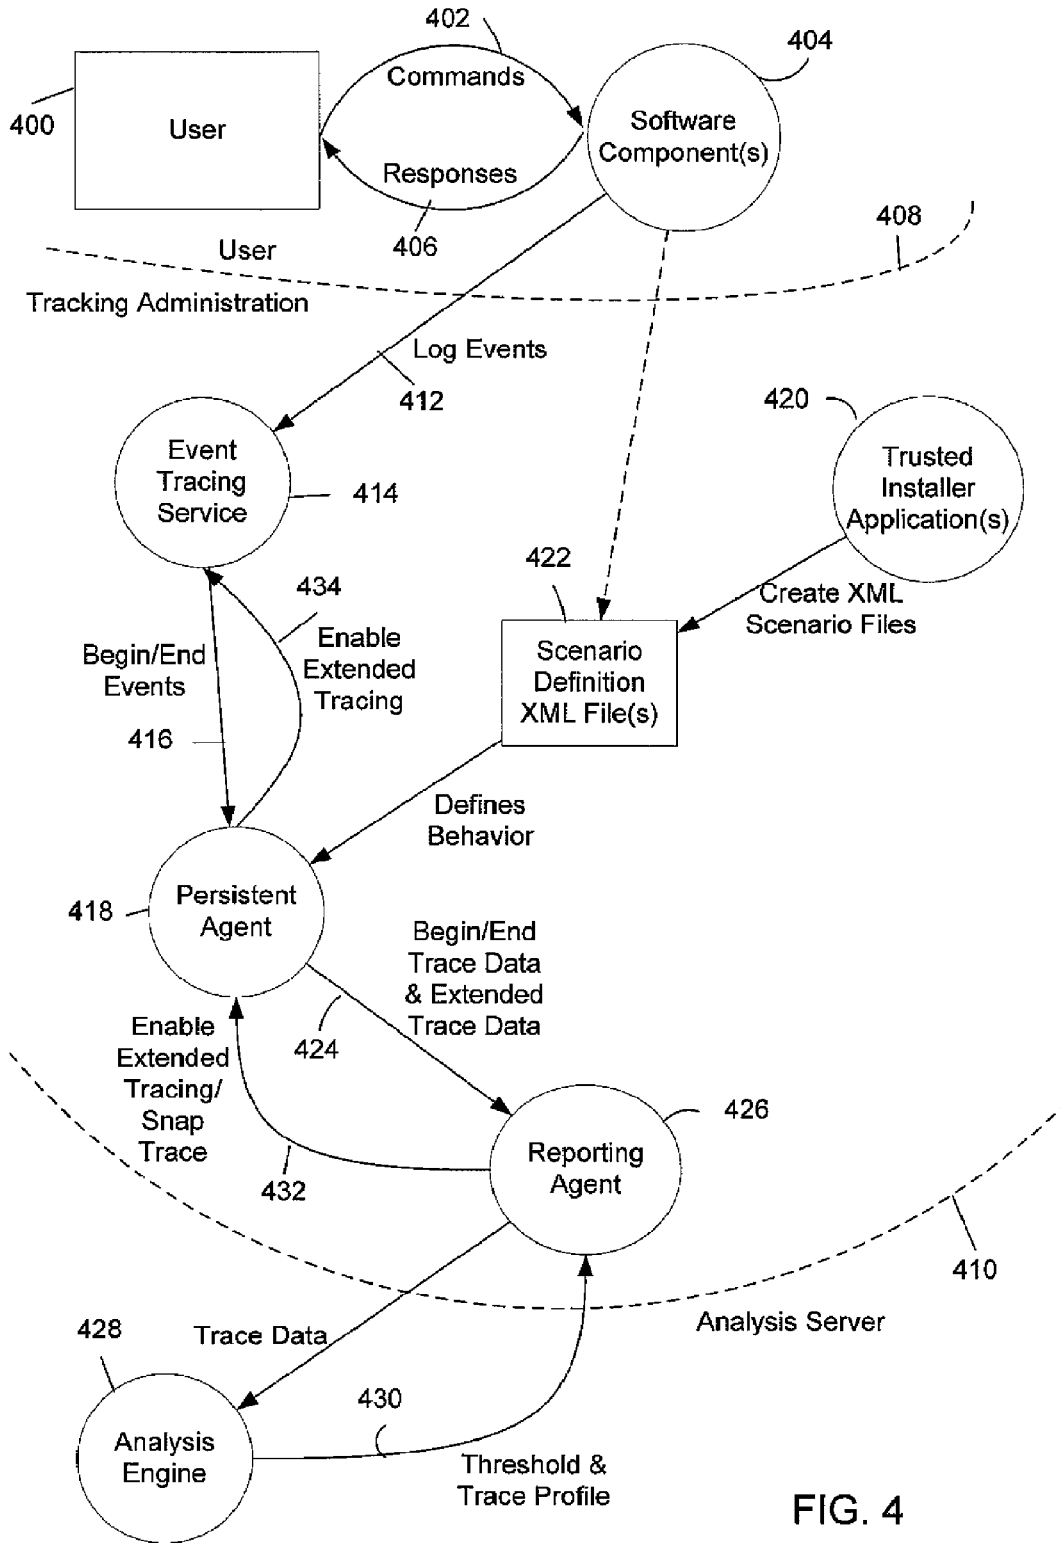 402
404
Commands
400
User
Software
Component(s)
Responses
406
408
User
Tracking Administration
Log Events
412
420
Event
Tracing
Service
414
Trusted
Installer
Application(s)
422
434
Create XML
Scenario Files
Enable
Extended
Tracing
Begin/End
Events
Scenario
Definition
XML File(s)
416
Defines
Behavior
418
Persistent
Agent
Begin/End
Trace Data
& Extended
Trace Data
424
Enable
Extended
Tracing/
Snap
Trace
426
Reporting
Agent
432
410
Analysis Server
428
Trace Data
430
Analysis
Engine
Threshold &
Trace Profile
FIG. 4